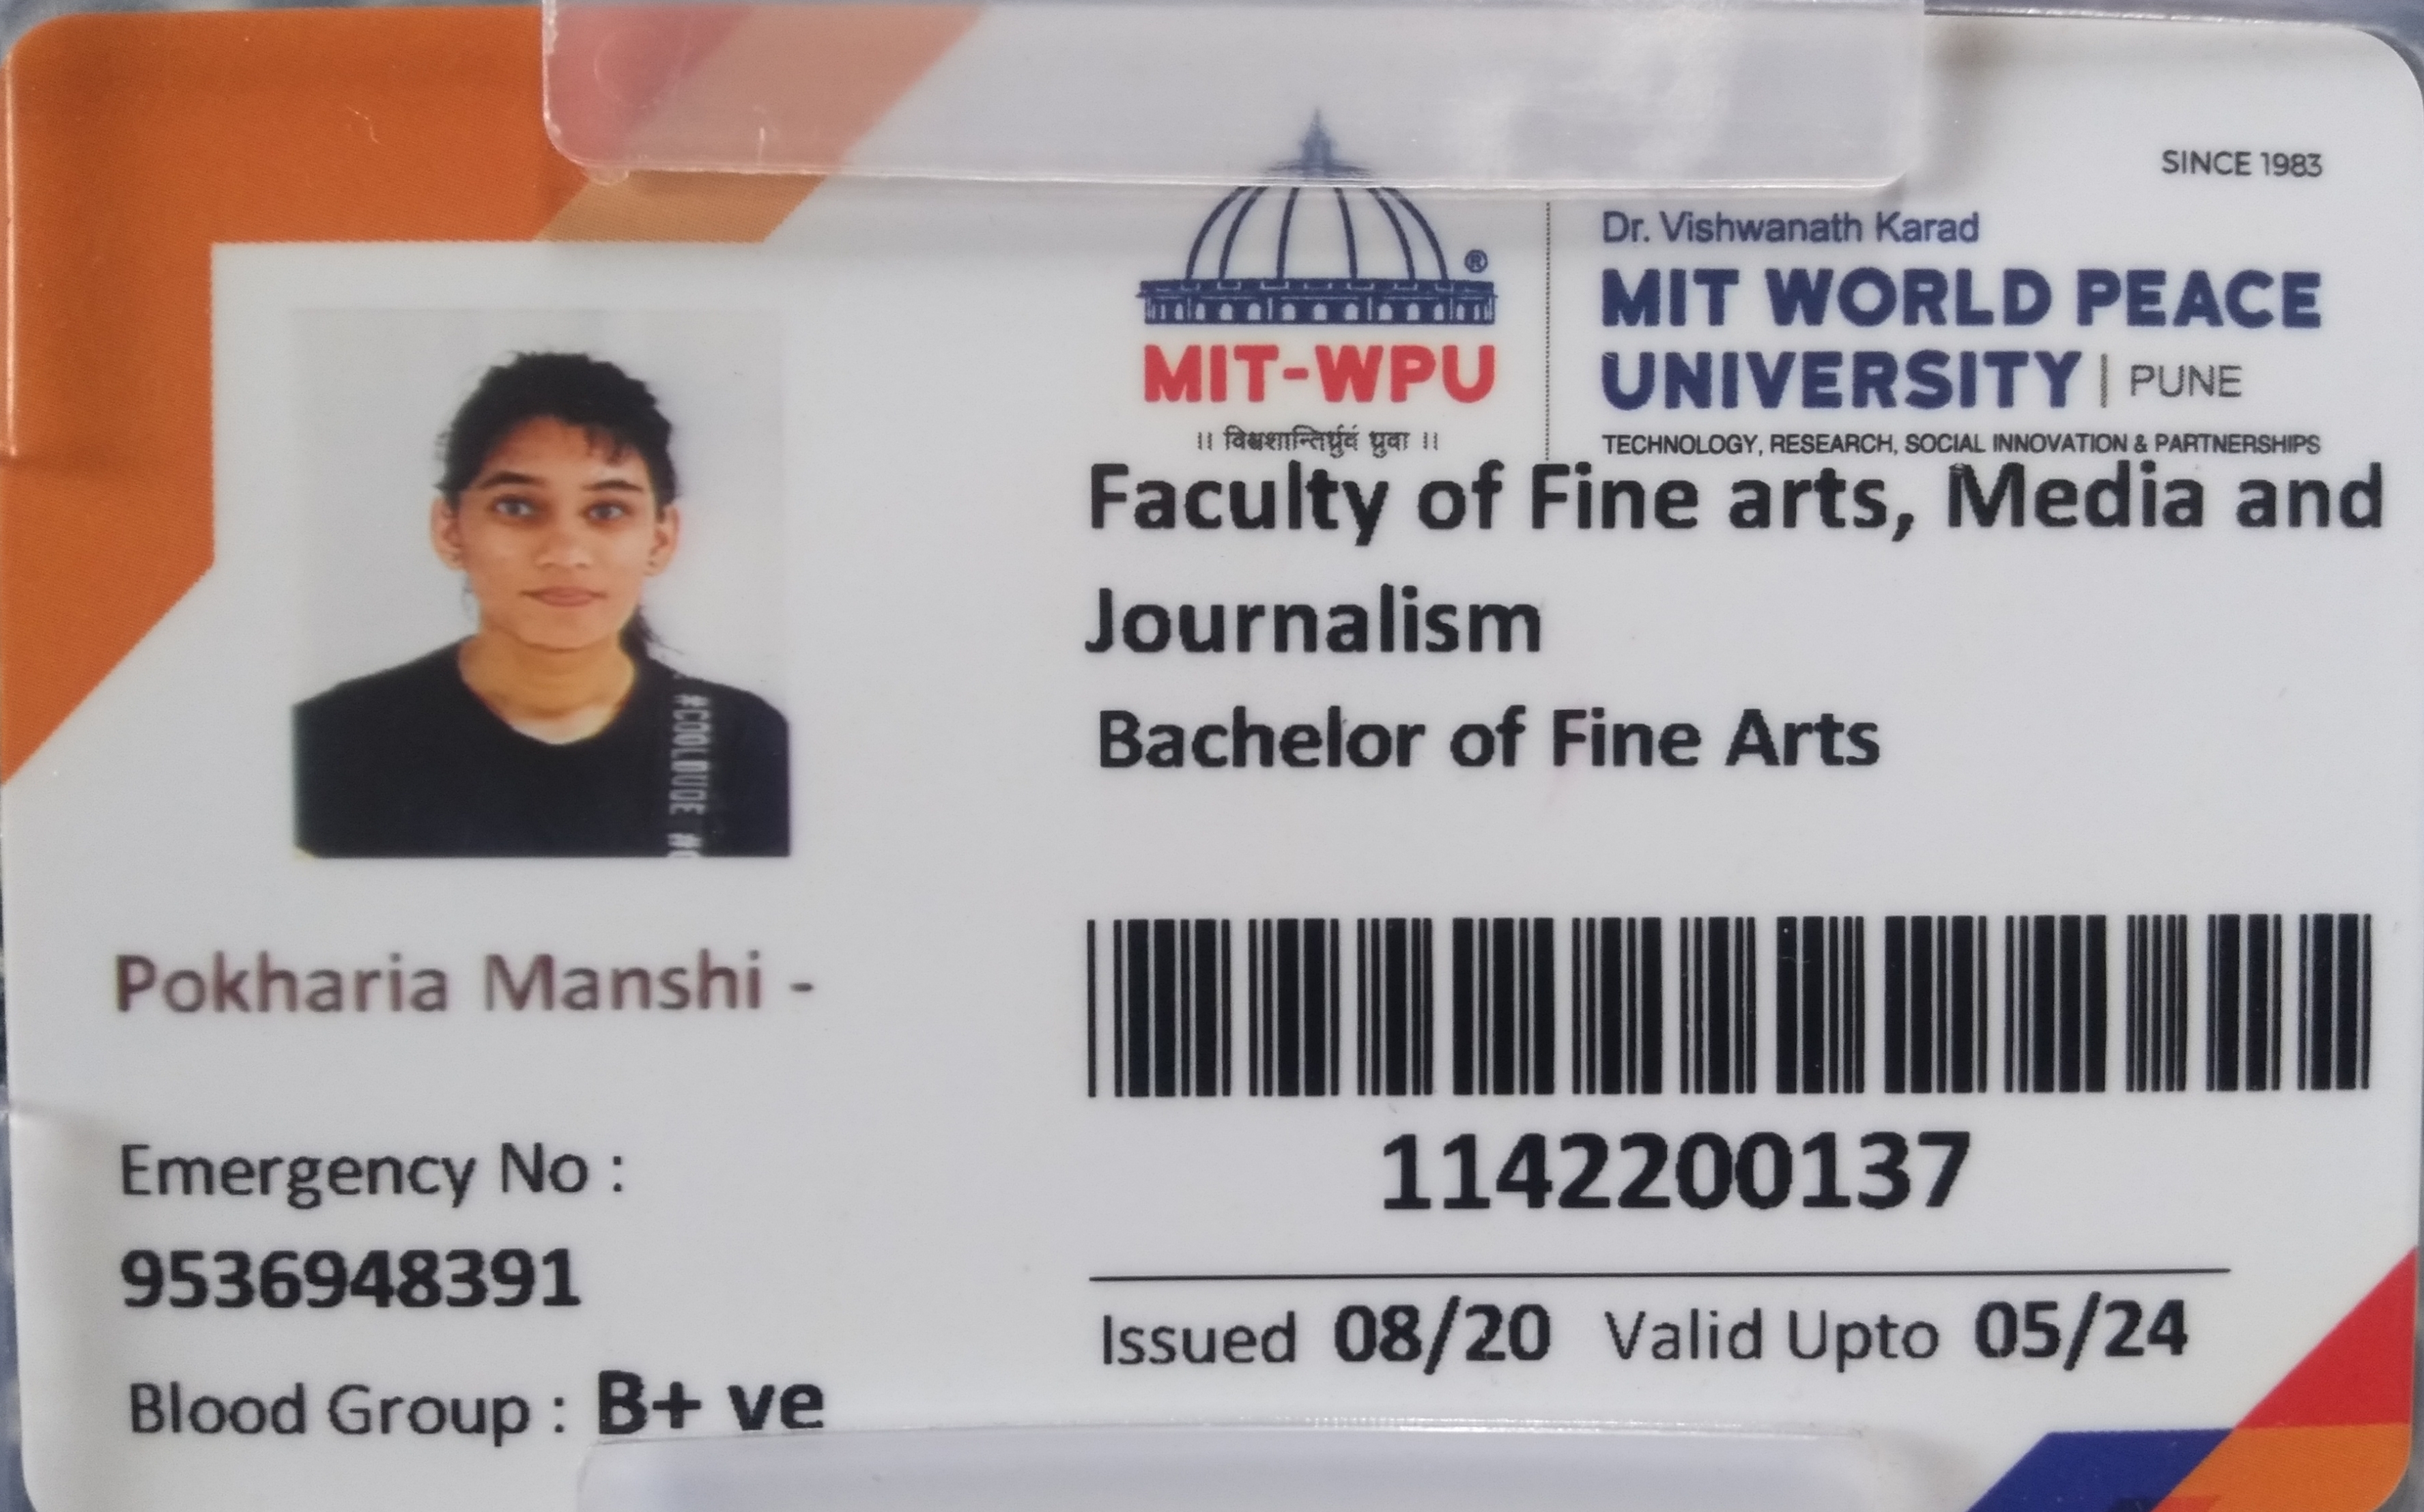 SINCE 1983
Dr. Vishwanath Karad
MIT WORLD PEACE
UNIVERSITY | PUNE
TECHNOLOGY, RESEARCH, SOCIAL INNOVATION & PARTNERSHIPS
®
MIT-WPU
।। विश्वशान्तिर्ध्रुवं ध्रुवा ।।
Faculty of Fine arts, Media and
Journalism
Bachelor of Fine Arts
#COOLDUDE #
Pokharia Manshi -
Emergency No :
9536948391
Blood Group : B+ ve
1142200137
Issued 08/20 Valid Upto 05/24